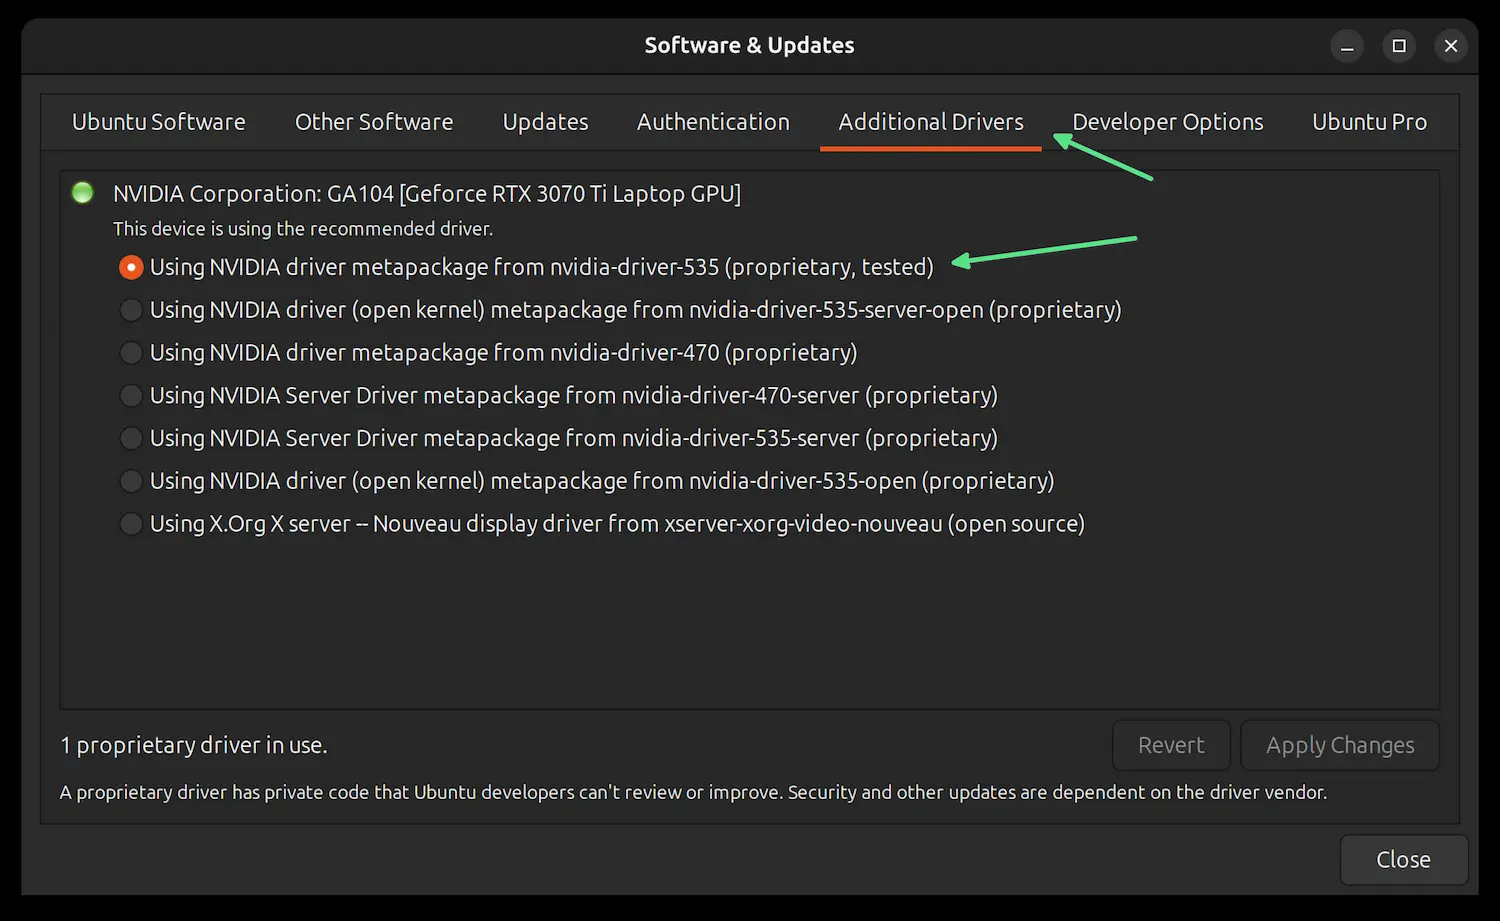 Software & Updates
Ubuntu Software Other Software Updates Authentication Additional Drivers Developer Options Ubuntu Pro
NVIDIA Corporation: GA104 [Geforce RTX 3070 Ti Laptop GPU]
This device is using the recommended driver.
Using NVIDIA driver metapackage from nvidia-driver-535 (proprietary, tested)
Using NVIDIA driver (open kernel) metapackage from nvidia-driver-535-server-open (proprietary)
Using NVIDIA driver metapackage from nvidia-driver-470 (proprietary)
Using NVIDIA Server Driver metapackage from nvidia-driver-470-server (proprietary)
Using NVIDIA Server Driver metapackage from nvidia-driver-535-server (proprietary)
Using NVIDIA driver (open kernel) metapackage from nvidia-driver-535-open (proprietary)
Using X.Org X server -- Nouveau display driver from xserver-xorg-video-nouveau (open source)
1 proprietary driver in use.
Revert Apply Changes
A proprietary driver has private code that Ubuntu developers can't review or improve. Security and other updates are dependent on the driver vendor.
Close